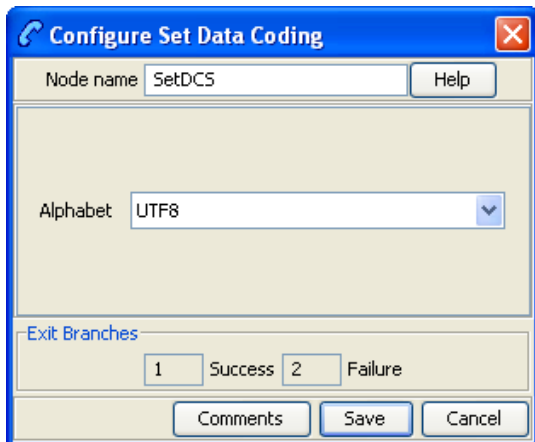 Configure Set Data Coding
Node name SetDCS Help
Alphabet UTF8
Exit Branches
1 Success 2 Failure
Comments Save Cancel